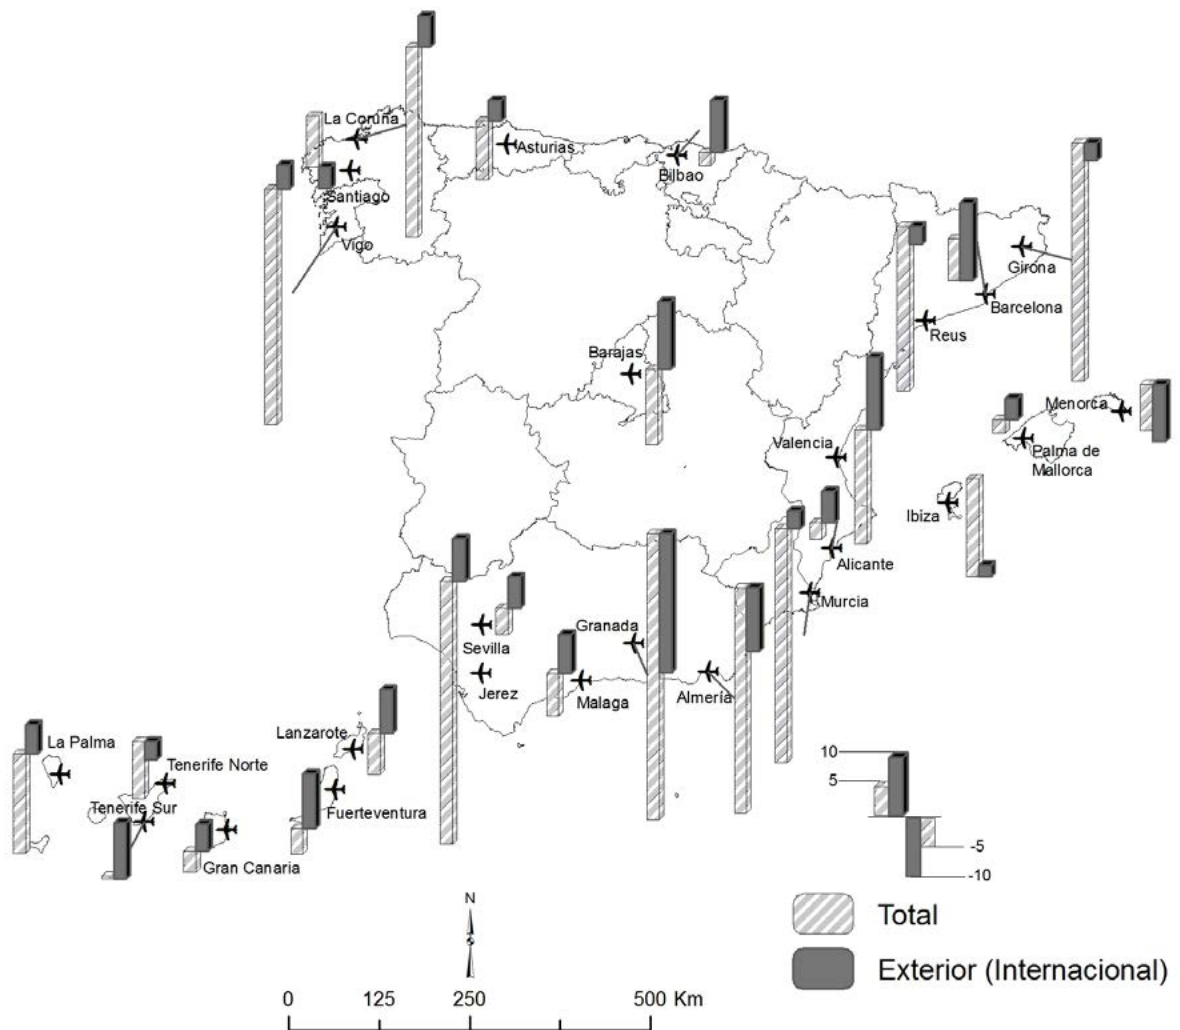 La Coruña
Asturias
Bilbao
Santiago
Vigo
Girona
Barcelona
Reus
Barajas
Menorca
Valencia
Palma de
Mallorca
Ibiza
Alicante
Murcia
Granada
Sevilla
Jerez
Malaga
Almería
Lanzarote
La Palma
Tenerife Norte
Tenerife Sur
Fuerteventura
Gran Canaria
10
5
-5
-10
N
Total
Exterior (Internacional)
0 125 250 500 Km